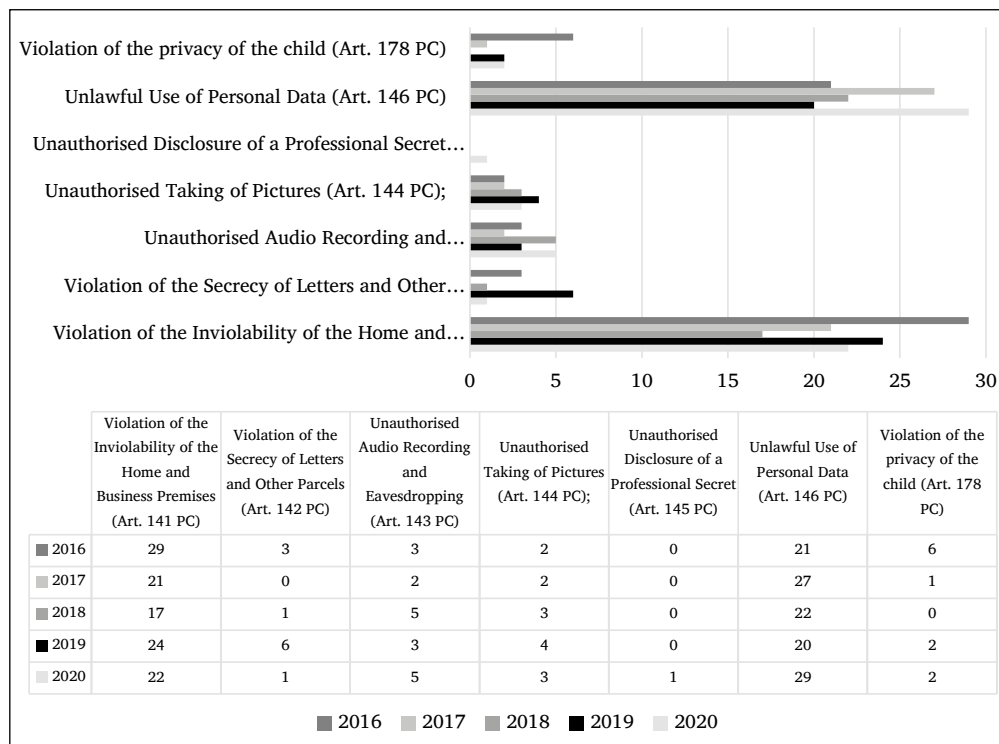 Violation of the privacy of the child (Art. 178 PC)
Unlawful Use of Personal Data (Art. 146 PC)
Unauthorised Disclosure of a Professional Secret…
Unauthorised Taking of Pictures (Art. 144 PC);
Unauthorised Audio Recording and…
Violation of the Secrecy of Letters and Other…
Violation of the Inviolability of the Home and…
0 5 10 15 20 25 30
Violation of the
Inviolability of the
Home and
Business Premises
(Art. 141 PC)
Violation of the
Secrecy of Letters
and Other Parcels
(Art. 142 PC)
Unauthorised
Audio Recording
and
Eavesdropping
(Art. 143 PC)
Unauthorised
Taking of Pictures
(Art. 144 PC);
Unauthorised
Disclosure of a
Professional Secret
(Art. 145 PC)
Unlawful Use of
Personal Data
(Art. 146 PC)
Violation of the
privacy of the
child (Art. 178
PC)
2016 29 3 3 2 0 21 6
2017 21 0 2 2 0 27 1
2018 17 1 5 3 0 22 0
2019 24 6 3 4 0 20 2
2020 22 1 5 3 1 29 2
2016 2017 2018 2019 2020